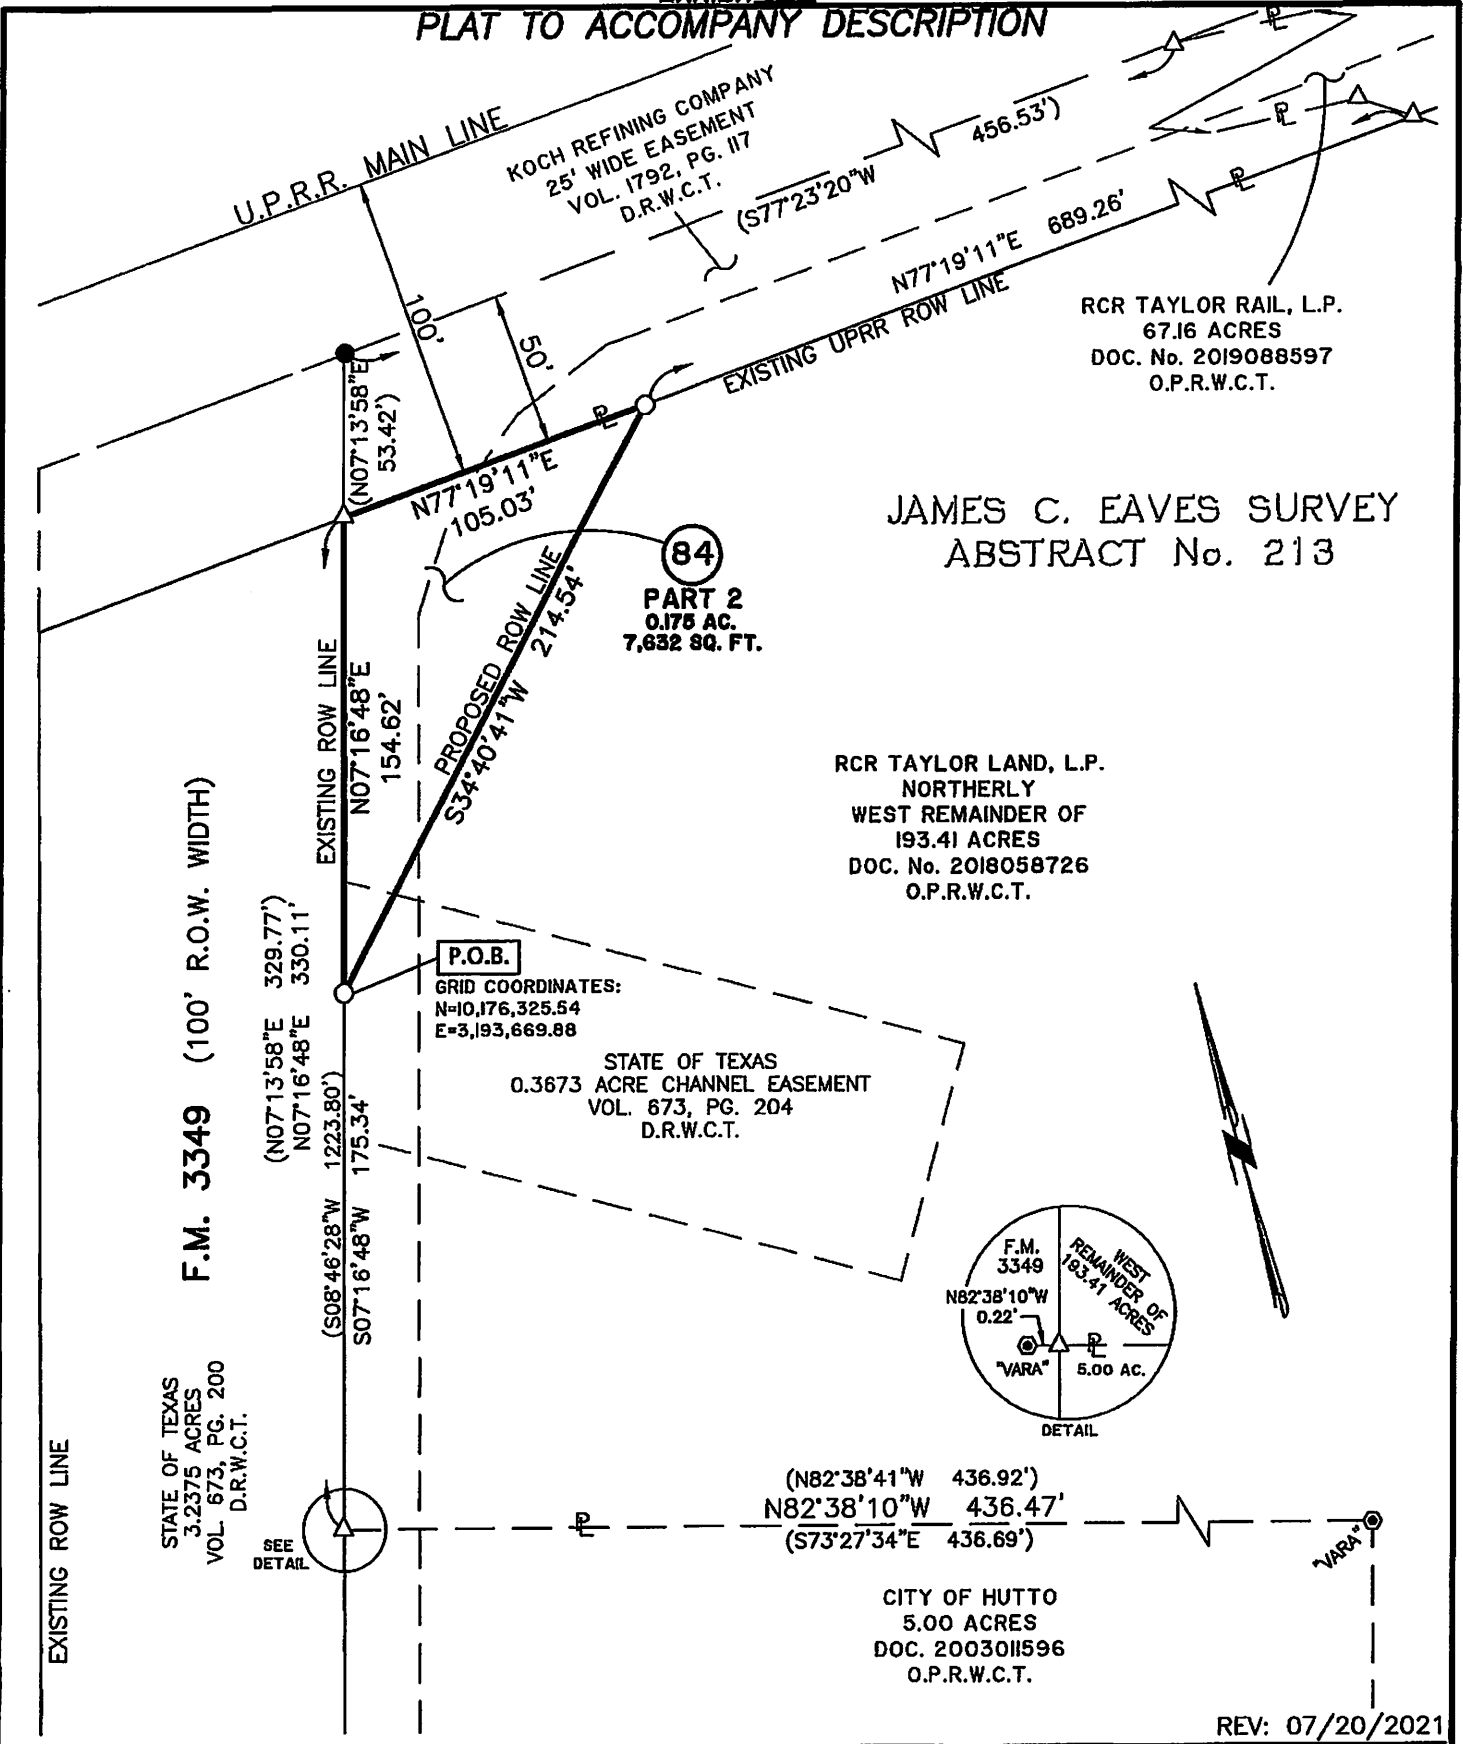 PLAT TO ACCOMPANY DESCRIPTION
U.P.R.R. MAIN LINE
KOCH REFINING COMPANY
25' WIDE EASEMENT
VOL. 1792, PG. 117
D.R.W.C.T.
(S77°23'20"W 456.53')
N77°19'11"E 689.26'
EXISTING UPRR ROW LINE
RCR TAYLOR RAIL, L.P.
67.16 ACRES
DOC. No. 2019088597
O.P.R.W.C.T.
100'
50'
(N07°13'58"E
53.42')
N77°19'11"E
105.03'
JAMES C. EAVES SURVEY
ABSTRACT No. 213
84
PART 2
0.175 AC.
7,632 SQ. FT.
PROPOSED ROW LINE
S34°40'41"W 214.54'
EXISTING ROW LINE
N07°16'48"E
154.62'
RCR TAYLOR LAND, L.P.
NORTHERLY
WEST REMAINDER OF
193.41 ACRES
DOC. No. 2018058726
O.P.R.W.C.T.
F.M. 3349 (100' R.O.W. WIDTH)
(N07°13'58"E 329.77')
N07°16'48"E 330.11'
P.O.B.
GRID COORDINATES:
N=10,176,325.54
E=3,193,669.88
STATE OF TEXAS
0.3673 ACRE CHANNEL EASEMENT
VOL. 673, PG. 204
D.R.W.C.T.
(S08°46'28"W 1223.80')
S07°16'48"W 175.34'
F.M.
3349
WEST
REMAINDER OF
193.41 ACRES
N82°38'10"W
0.22'
PL
"VARA"
5.00 AC.
DETAIL
STATE OF TEXAS
3.2375 ACRES
VOL. 673, PG. 200
D.R.W.C.T.
EXISTING ROW LINE
SEE
DETAIL
PL
(N82°38'41"W 436.92')
N82°38'10"W 436.47'
(S73°27'34"E 436.69')
"VARA"
CITY OF HUTTO
5.00 ACRES
DOC. 2003011596
O.P.R.W.C.T.
REV: 07/20/2021